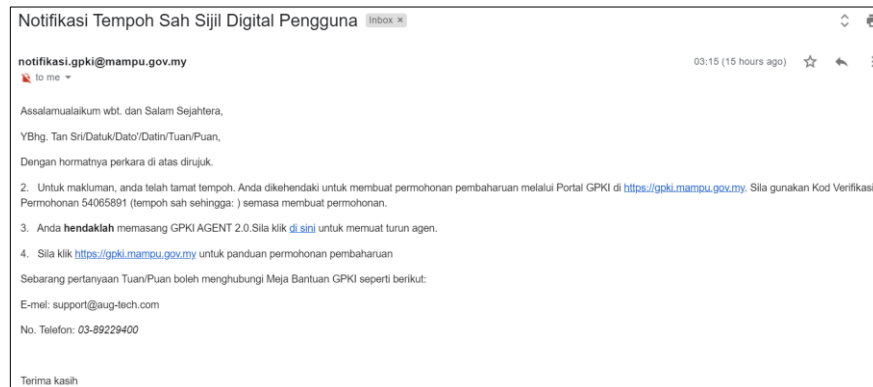 Notifikasi Tempoh Sah Sijil Digital Pengguna Inbox ×
notifikasi.gpki@mampu.gov.my 03:15 (15 hours ago)
to me
Assalamualaikum wbt. dan Salam Sejahtera,
YBhg. Tan Sri/Datuk/Dato'/Datin/Tuan/Puan,
Dengan hormatnya perkara di atas dirujuk.
2. Untuk makluman, anda telah tamat tempoh. Anda dikehendaki untuk membuat permohonan pembaharuan melalui Portal GPKI di https://gpki.mampu.gov.my. Sila gunakan Kod Verifikasi
Permohonan 54065891 (tempoh sah sehingga: ) semasa membuat permohonan.
3. Anda hendaklah memasang GPKI AGENT 2.0.Sila klik di sini untuk memuat turun agen.
4. Sila klik https://gpki.mampu.gov.my untuk panduan permohonan pembaharuan
Sebarang pertanyaan Tuan/Puan boleh menghubungi Meja Bantuan GPKI seperti berikut:
E-mel: support@aug-tech.com
No. Telefon: 03-89229400
Terima kasih